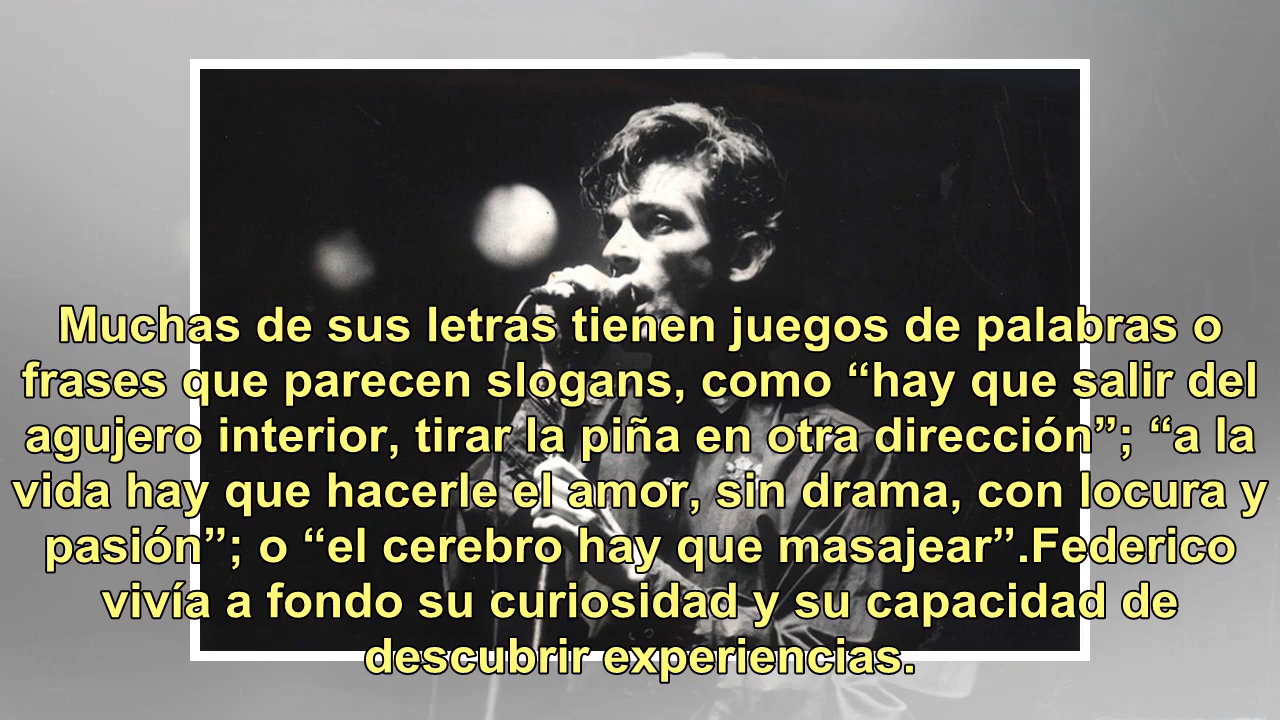 Muchas de sus letras tienen juegos de palabras o
frases que parecen slogans, como “hay que salir del
agujero interior, tirar la piña en otra dirección”; “a la
vida hay que hacerle el amor, sin drama, con locura y
pasión”; o “el cerebro hay que masajear”.Federico
vivía a fondo su curiosidad y su capacidad de
descubrir experiencias.